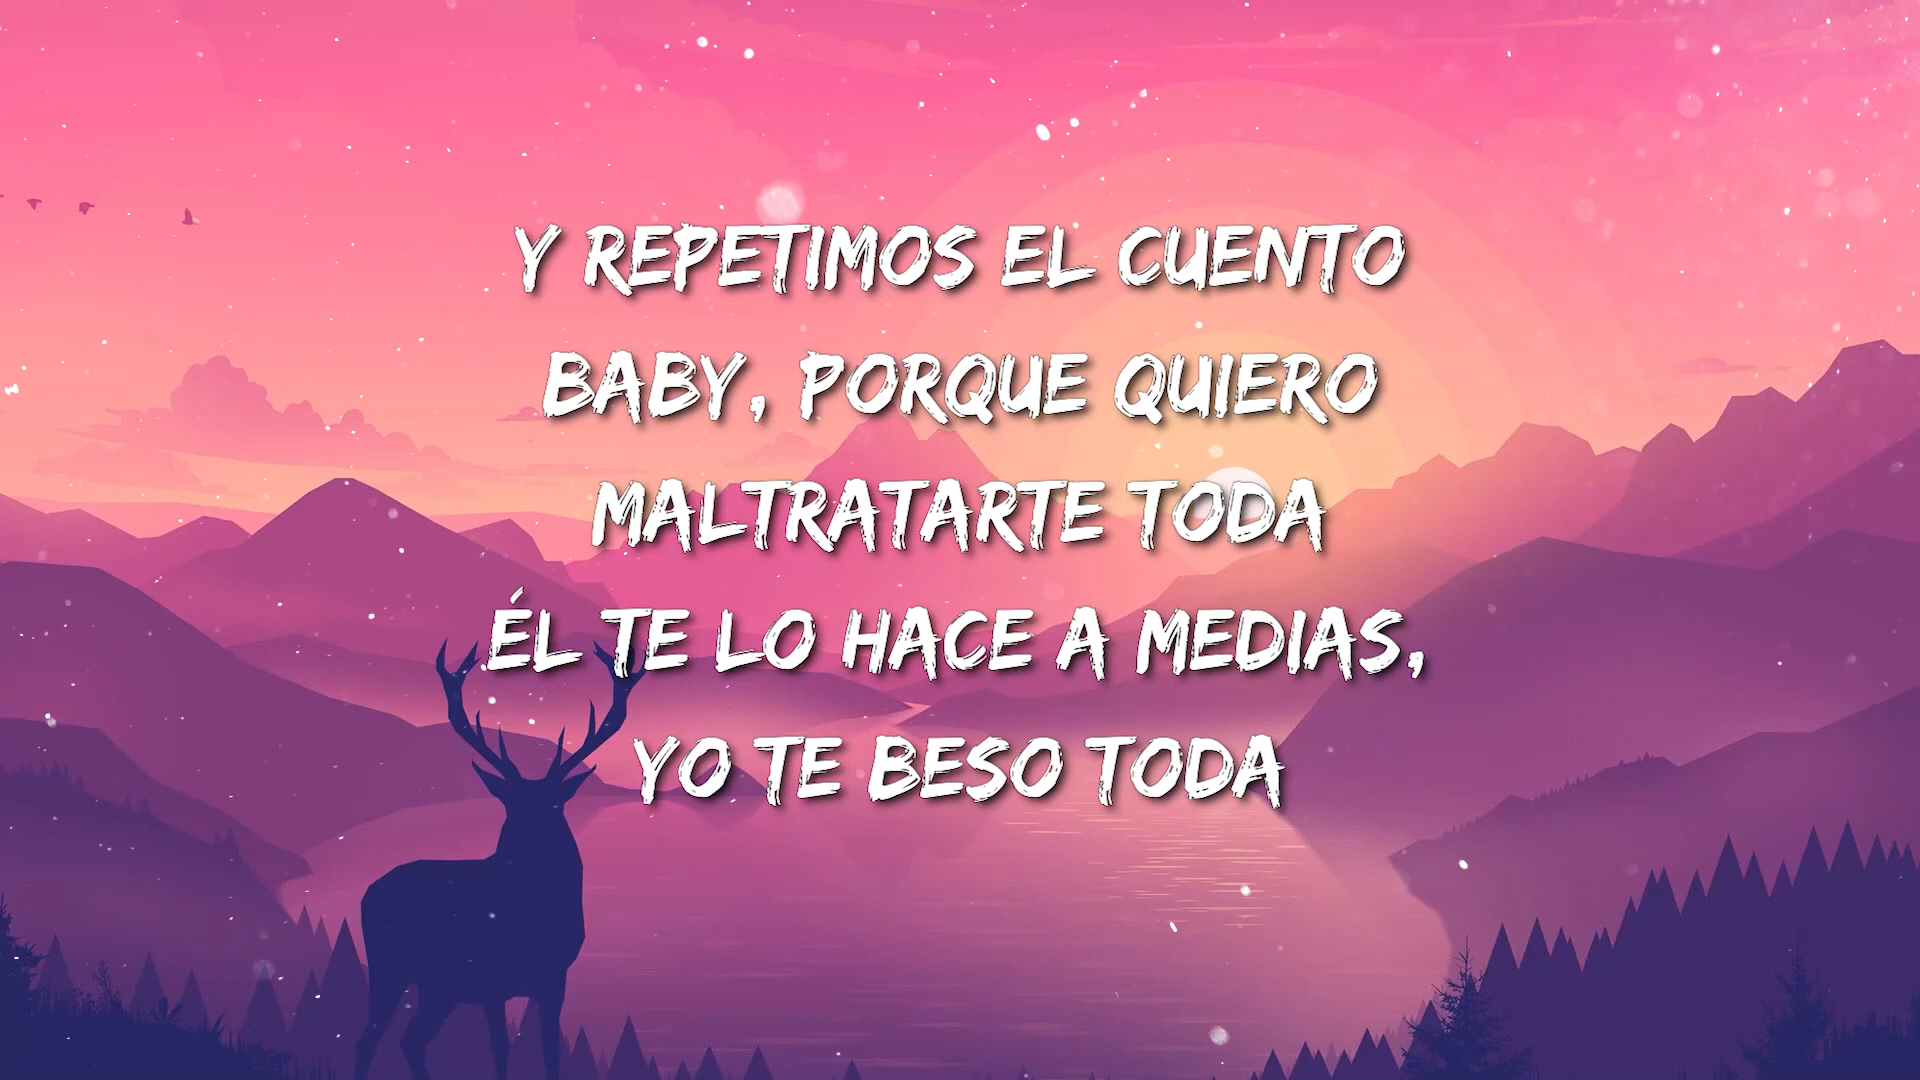 Y REPETIMOS EL CUENTO
BABY, PORQUE QUIERO
MALTRATARTE TODA
ÉL TE LO HACE A MEDIAS,
YO TE BESO TODA